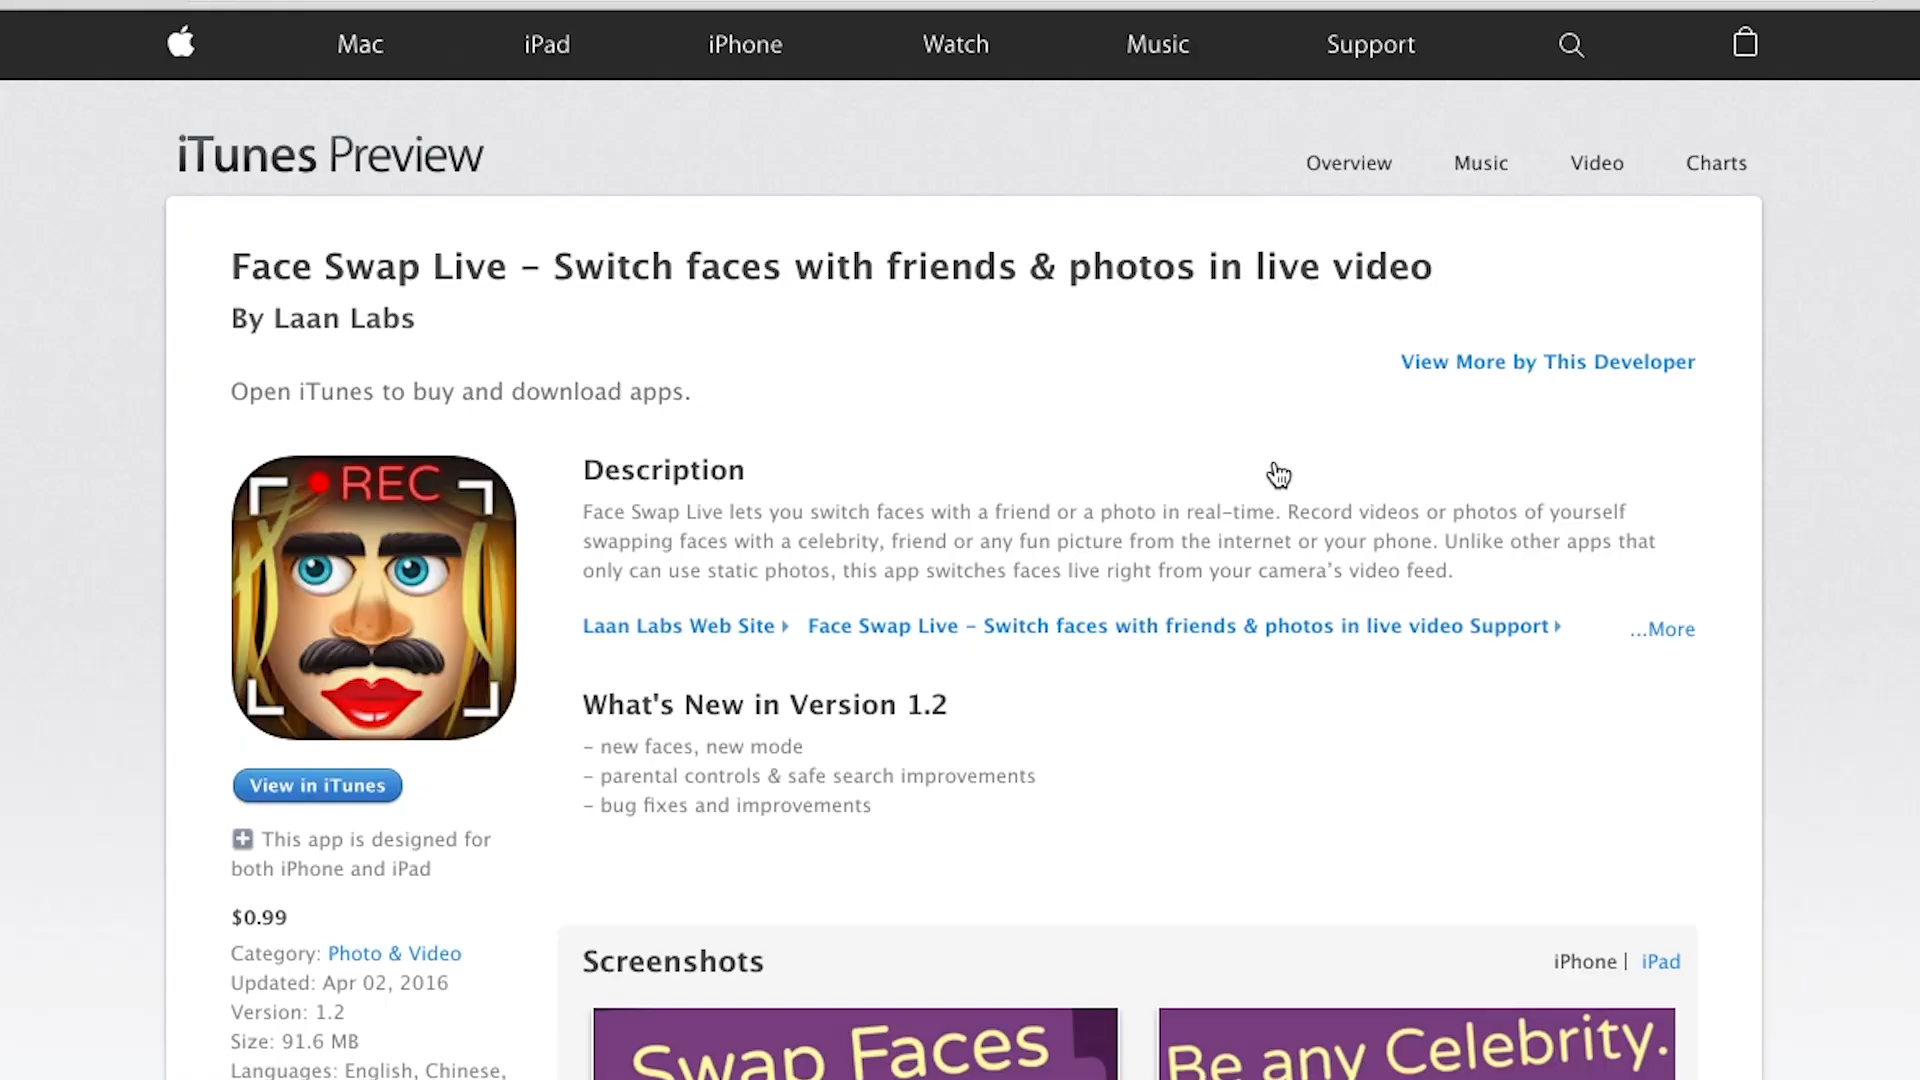 Mac iPad iPhone Watch Music Support
iTunes Preview
Overview Music Video Charts
Face Swap Live – Switch faces with friends & photos in live video
By Laan Labs
View More by This Developer
Open iTunes to buy and download apps.
REC
Description
Face Swap Live lets you switch faces with a friend or a photo in real-time. Record videos or photos of yourself
swapping faces with a celebrity, friend or any fun picture from the internet or your phone. Unlike other apps that
only can use static photos, this app switches faces live right from your camera's video feed.
Laan Labs Web Site Face Swap Live – Switch faces with friends & photos in live video Support
...More
What's New in Version 1.2
– new faces, new mode
– parental controls & safe search improvements
– bug fixes and improvements
View in iTunes
This app is designed for
both iPhone and iPad
$0.99
Category: Photo & Video
Updated: Apr 02, 2016
Version: 1.2
Size: 91.6 MB
Languages: English, Chinese,
Screenshots
iPhone | iPad
Swap Faces
Be any Celebrity.